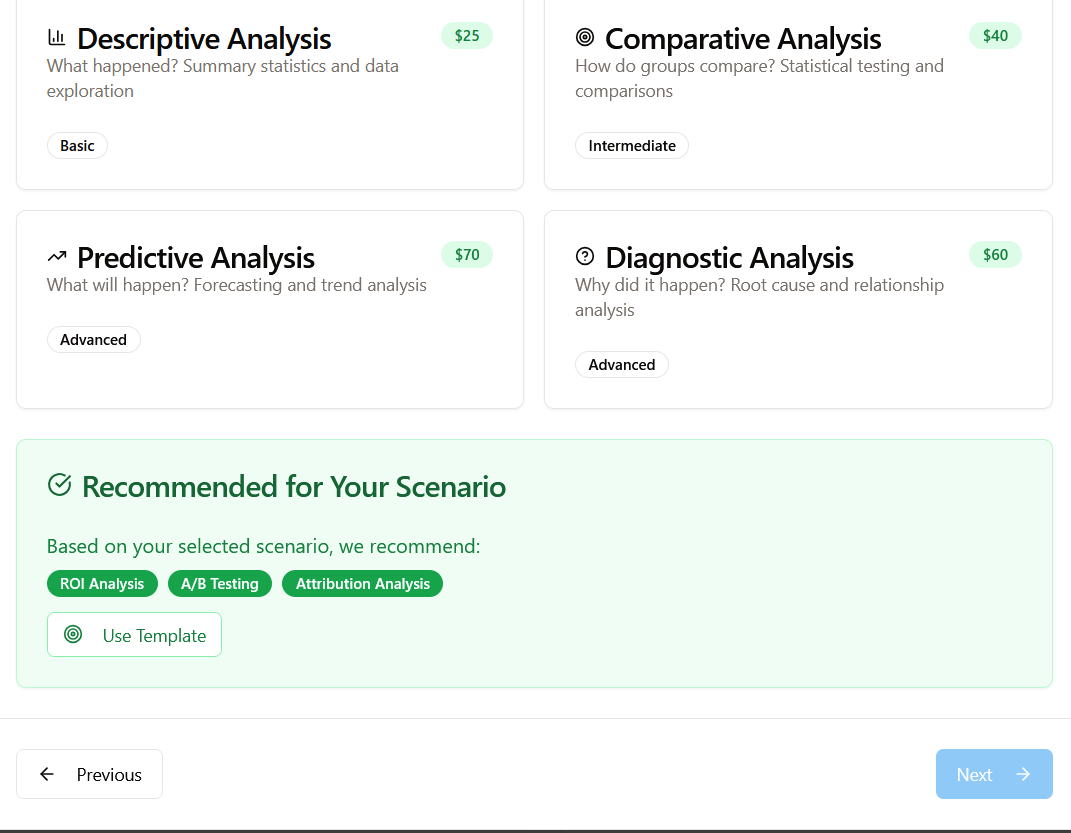 Descriptive Analysis
$25
What happened? Summary statistics and data
exploration
Basic
Comparative Analysis
$40
How do groups compare? Statistical testing and
comparisons
Intermediate
Predictive Analysis
$70
What will happen? Forecasting and trend analysis
Advanced
Diagnostic Analysis
$60
Why did it happen? Root cause and relationship
analysis
Advanced
Recommended for Your Scenario
Based on your selected scenario, we recommend:
ROI Analysis
A/B Testing
Attribution Analysis
Use Template
Previous
Next